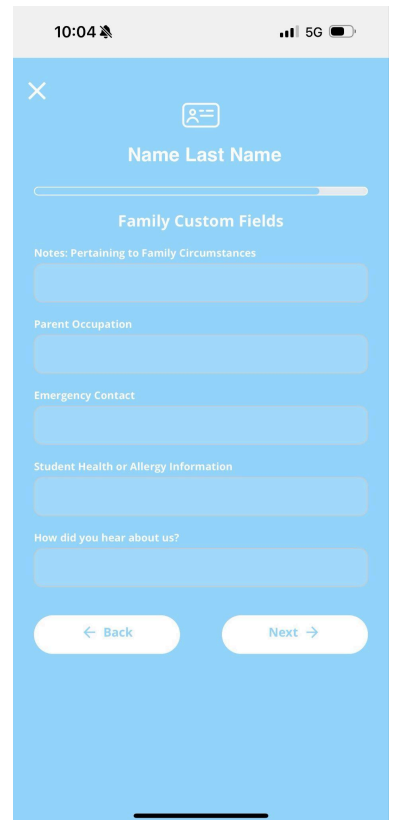 10:04
5G
Name Last Name
Family Custom Fields
Notes: Pertaining to Family Circumstances
Parent Occupation
Emergency Contact
Student Health or Allergy Information
How did you hear about us?
← Back
Next →